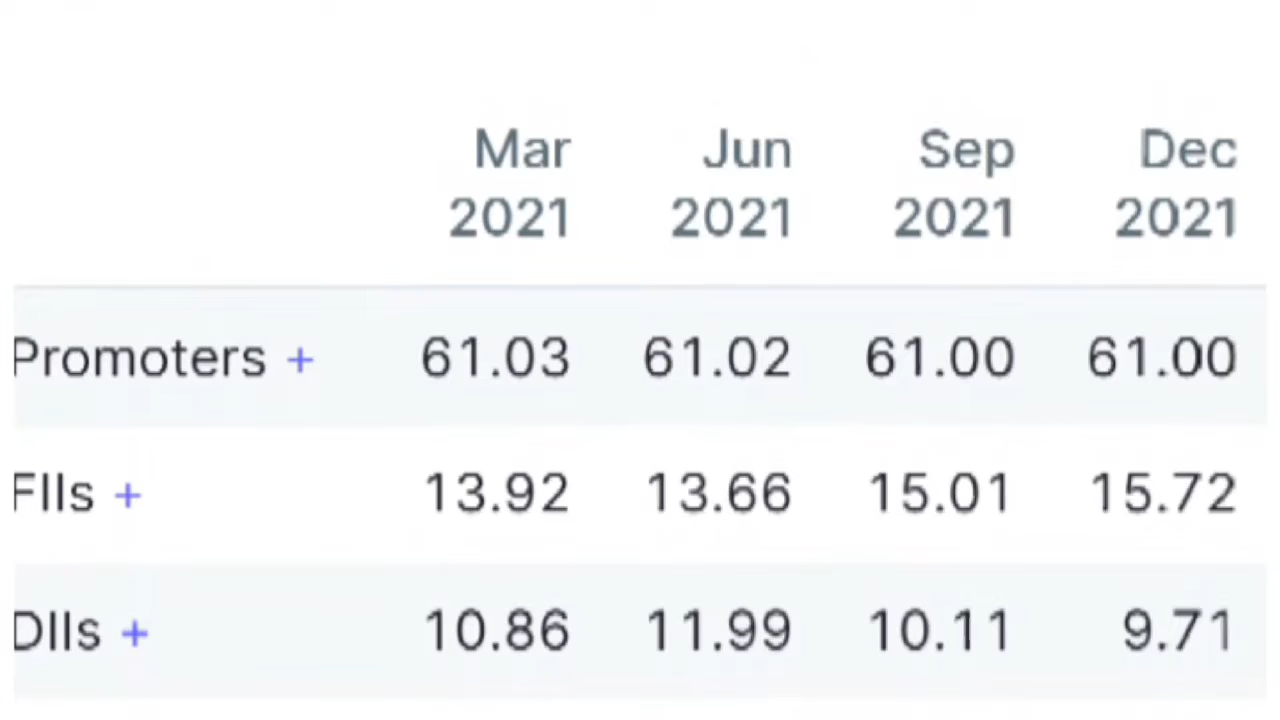 Mar Jun Sep Dec
2021 2021 2021 2021
Promoters + 61.03 61.02 61.00 61.00
FIIs + 13.92 13.66 15.01 15.72
DIIs + 10.86 11.99 10.11 9.71